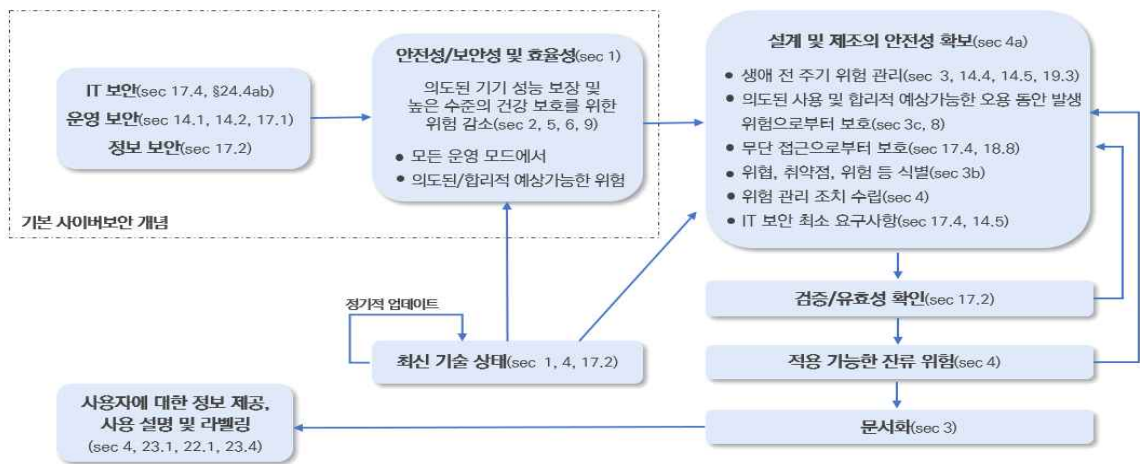 IT 보안(sec 17.4, §24.4ab)
운영 보안(sec 14.1, 14.2, 17.1)
정보 보안(sec 17.2)
기본 사이버보안 개념
안전성/보안성 및 효율성(sec 1)
의도된 기기 성능 보장 및
높은 수준의 건강 보호를 위한
위험 감소(sec 2, 5, 6, 9)
• 모든 운영 모드에서
• 의도된/합리적 예상가능한 위험
설계 및 제조의 안전성 확보(sec 4a)
• 생애 전 주기 위험 관리(sec 3, 14.4, 14.5, 19.3)
• 의도된 사용 및 합리적 예상가능한 오용 동안 발생
위험으로부터 보호(sec 3c, 8)
• 무단 접근으로부터 보호(sec 17.4, 18.8)
• 위협, 취약점, 위험 등 식별(sec 3b)
• 위험 관리 조치 수립(sec 4)
• IT 보안 최소 요구사항(sec 17.4, 14.5)
검증/유효성 확인(sec 17.2)
정기적 업데이트
최신 기술 상태(sec 1, 4, 17.2)
적용 가능한 잔류 위험(sec 4)
문서화(sec 3)
사용자에 대한 정보 제공,
사용 설명 및 라벨링
(sec 4, 23.1, 22.1, 23.4)